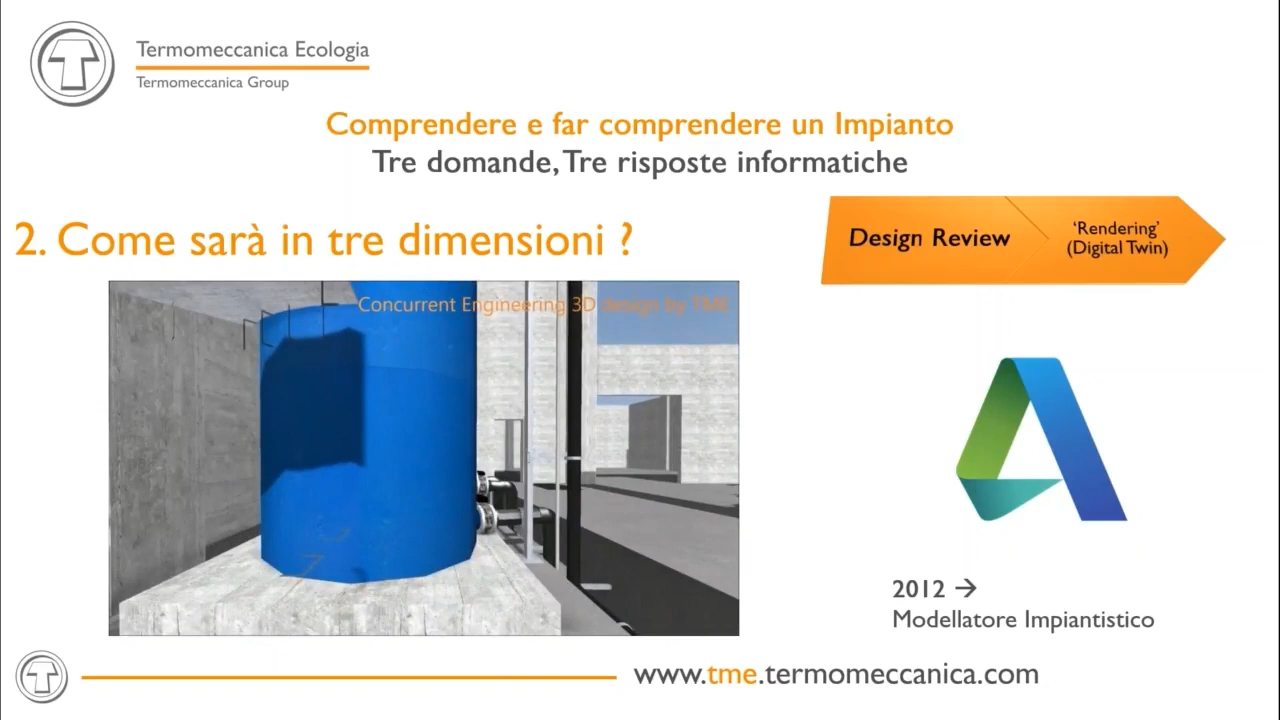 Termomeccanica Ecologia
Termomeccanica Group
Comprendere e far comprendere un Impianto
Tre domande, Tre risposte informatiche
2. Come sarà in tre dimensioni ?
Design Review
‘Rendering’
(Digital Twin)
Concurrent Engineering 3D design by TME
2012 →
Modellatore Impiantistico
www.tme.termomeccanica.com